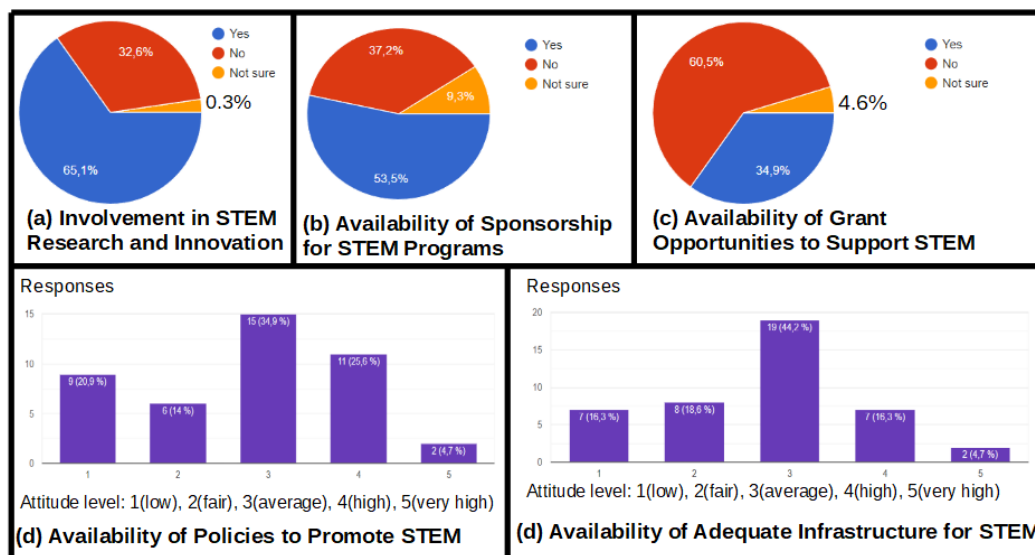 32,6%
65,1%
Yes
No
Not sure
0.3%
(a) Involvement in STEM
Research and Innovation
37,2%
9,3%
53,5%
Yes
No
Not sure
(b) Availability of Sponsorship
for STEM Programs
60,5%
34,9%
Yes
No
Not sure
4.6%
(c) Availability of Grant
Opportunities to Support STEM
Responses
15
10
5
0
9 (20,9 %)
6 (14 %)
15 (34,9 %)
11 (25,6 %)
2 (4,7 %)
1 2 3 4 5
Attitude level: 1(low), 2(fair), 3(average), 4(high), 5(very high)
(d) Availability of Policies to Promote STEM
Responses
20
15
10
5
0
7 (16,3 %)
8 (18,6 %)
19 (44,2 %)
7 (16,3 %)
2 (4,7 %)
1 2 3 4 5
Attitude level: 1(low), 2(fair), 3(average), 4(high), 5(very high)
(d) Availability of Adequate Infrastructure for STEM